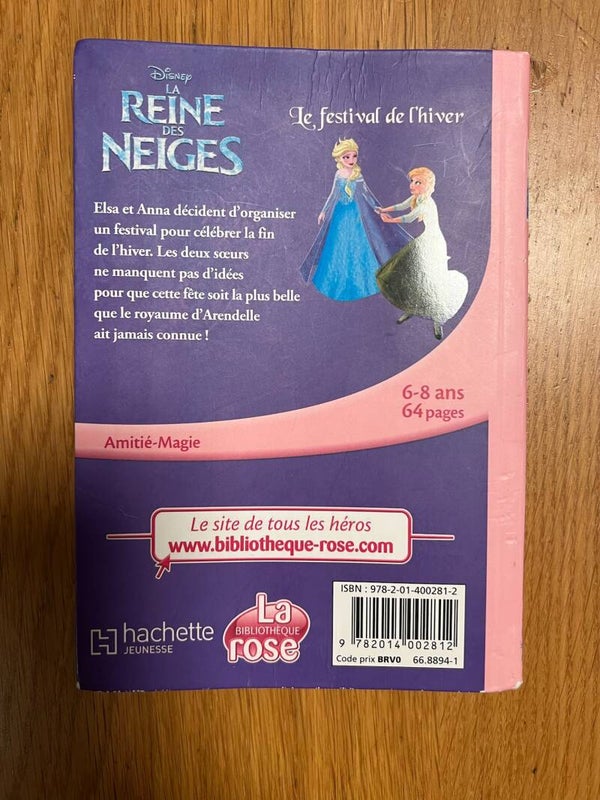 Disney
LA
REINE
DES
NEIGES
Le festival de l'hiver
Elsa et Anna décident d'organiser
un festival pour célébrer la fin
de l'hiver. Les deux sœurs
ne manquent pas d'idées
pour que cette fête soit la plus belle
que le royaume d'Arendelle
ait jamais connue !
6-8 ans
64 pages
Amitié-Magie
Le site de tous les héros
www.bibliotheque-rose.com
hachette
JEUNESSE
La
BIBLIOTHÈQUE
rose
ISBN : 978-2-01-400281-2
9 782014 002812
Code prix BRV0 66.8894-1